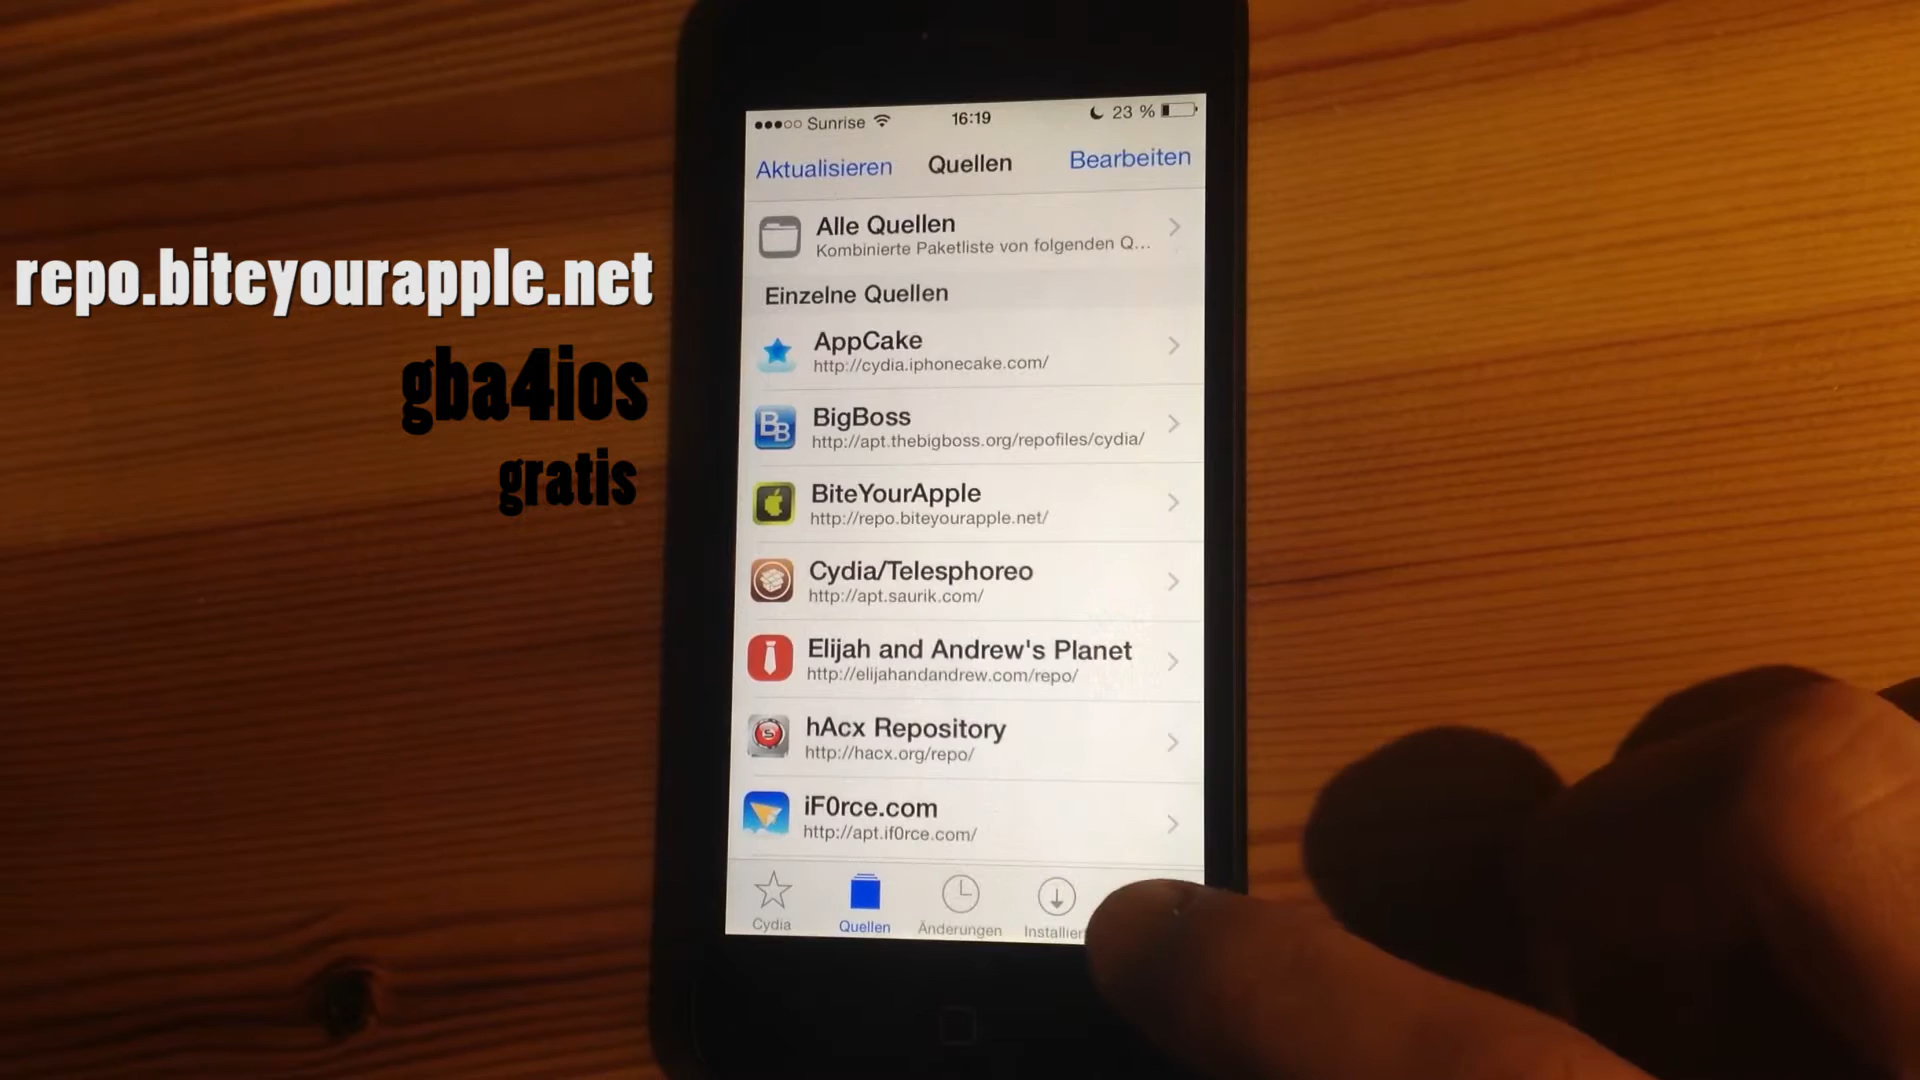 ●●●○○ Sunrise 16:19 23 %
Aktualisieren Quellen Bearbeiten
Alle Quellen
Kombinierte Paketliste von folgenden Q...
Einzelne Quellen
AppCake
http://cydia.iphonecake.com/
BigBoss
http://apt.thebigboss.org/repofiles/cydia/
BiteYourApple
http://repo.biteyourapple.net/
Cydia/Telesphoreo
http://apt.saurik.com/
Elijah and Andrew's Planet
http://elijahandandrew.com/repo/
hAcx Repository
http://hacx.org/repo/
iF0rce.com
http://apt.if0rce.com/
Cydia Quellen Änderungen Installier
repo.biteyourapple.net
gba4ios
gratis
BB
S